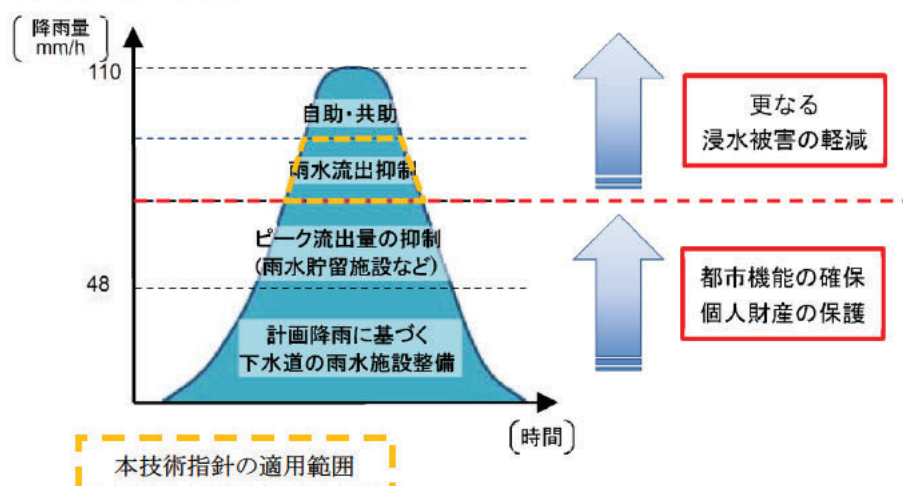 降雨量
mm/h
110
自助・共助
雨水流出抑制
ピーク流出量の抑制
(雨水貯留施設など)
48
計画降雨に基づく
下水道の雨水施設整備
〔時間〕
更なる
浸水被害の軽減
都市機能の確保
個人財産の保護
本技術指針の適用範囲